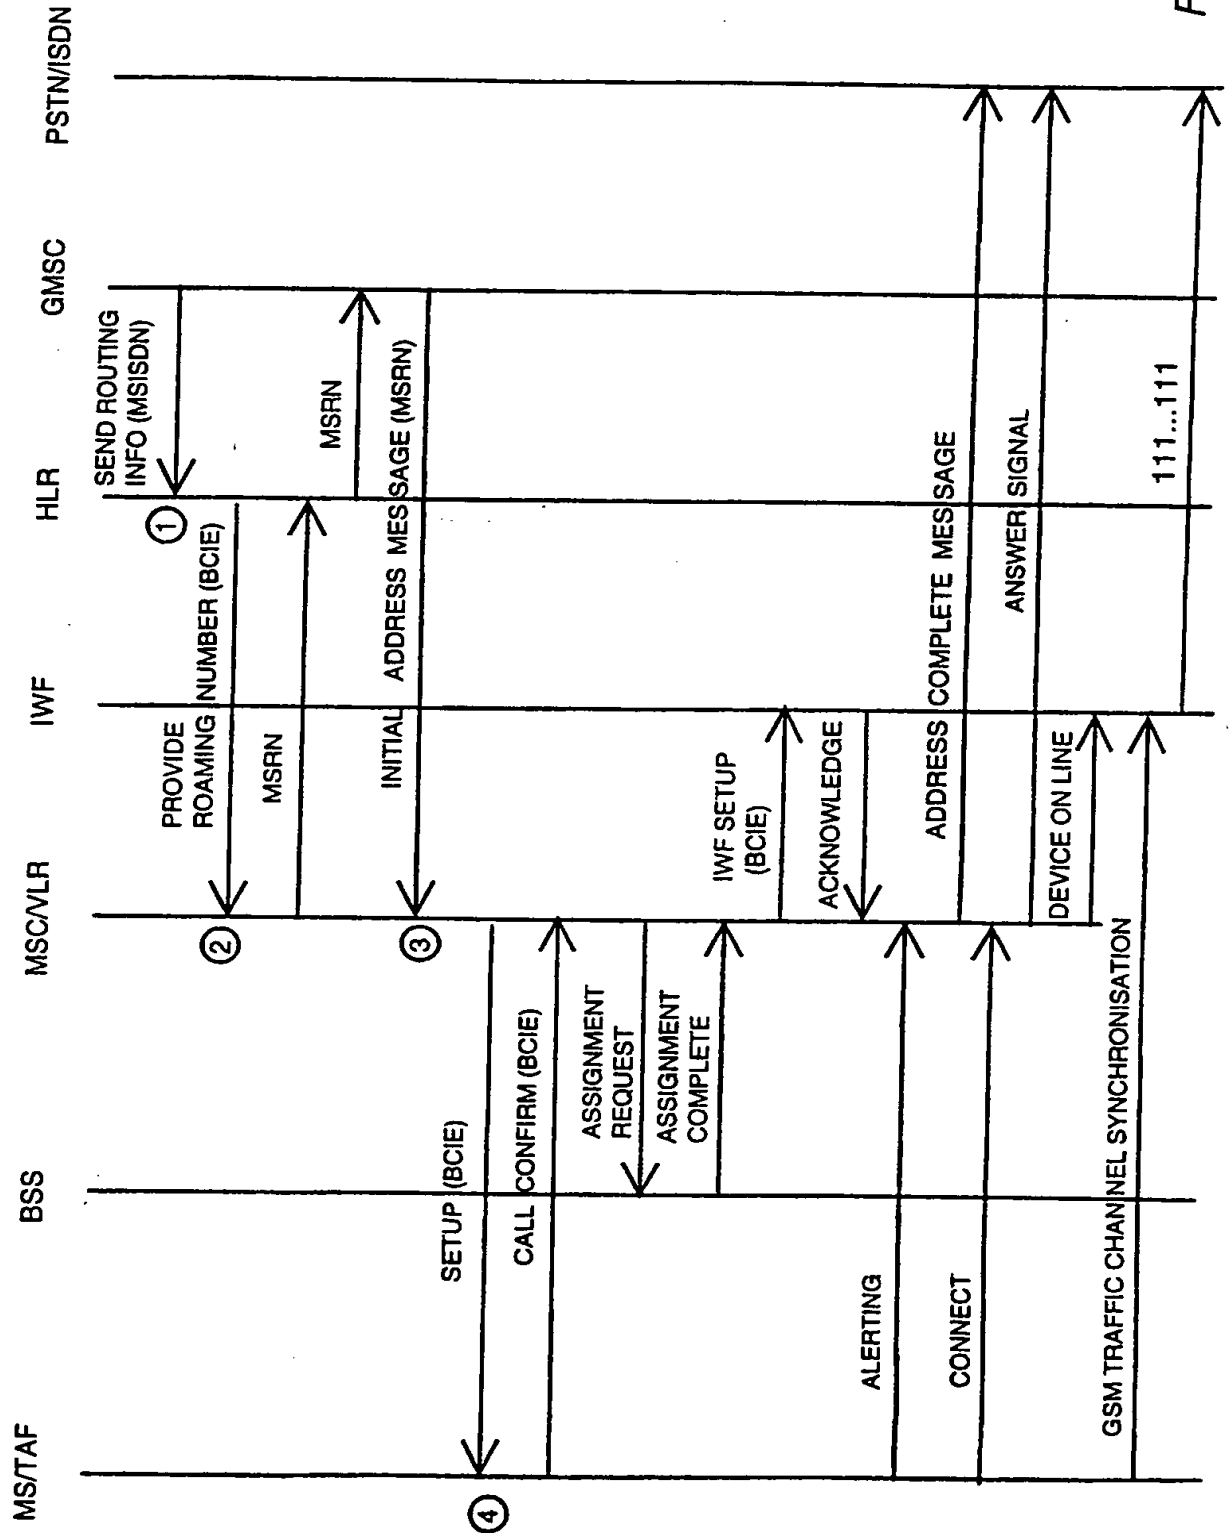 MS/TAF
BSS
MSC/VLR
IWF
HLR
GMSC
PSTN/ISDN
SEND ROUTING
INFO (MSISDN)
1
PROVIDE
ROAMING NUMBER (BCIE)
2
MSRN
MSRN
INITIAL ADDRESS MESSAGE (MSRN)
3
SETUP (BCIE)
4
CALL CONFIRM (BCIE)
ASSIGNMENT
REQUEST
ASSIGNMENT
COMPLETE
IWF SETUP
(BCIE)
ACKNOWLEDGE
ALERTING
ADDRESS COMPLETE MESSAGE
CONNECT
ANSWER SIGNAL
DEVICE ON LINE
GSM TRAFFIC CHANNEL SYNCHRONISATION
111...111